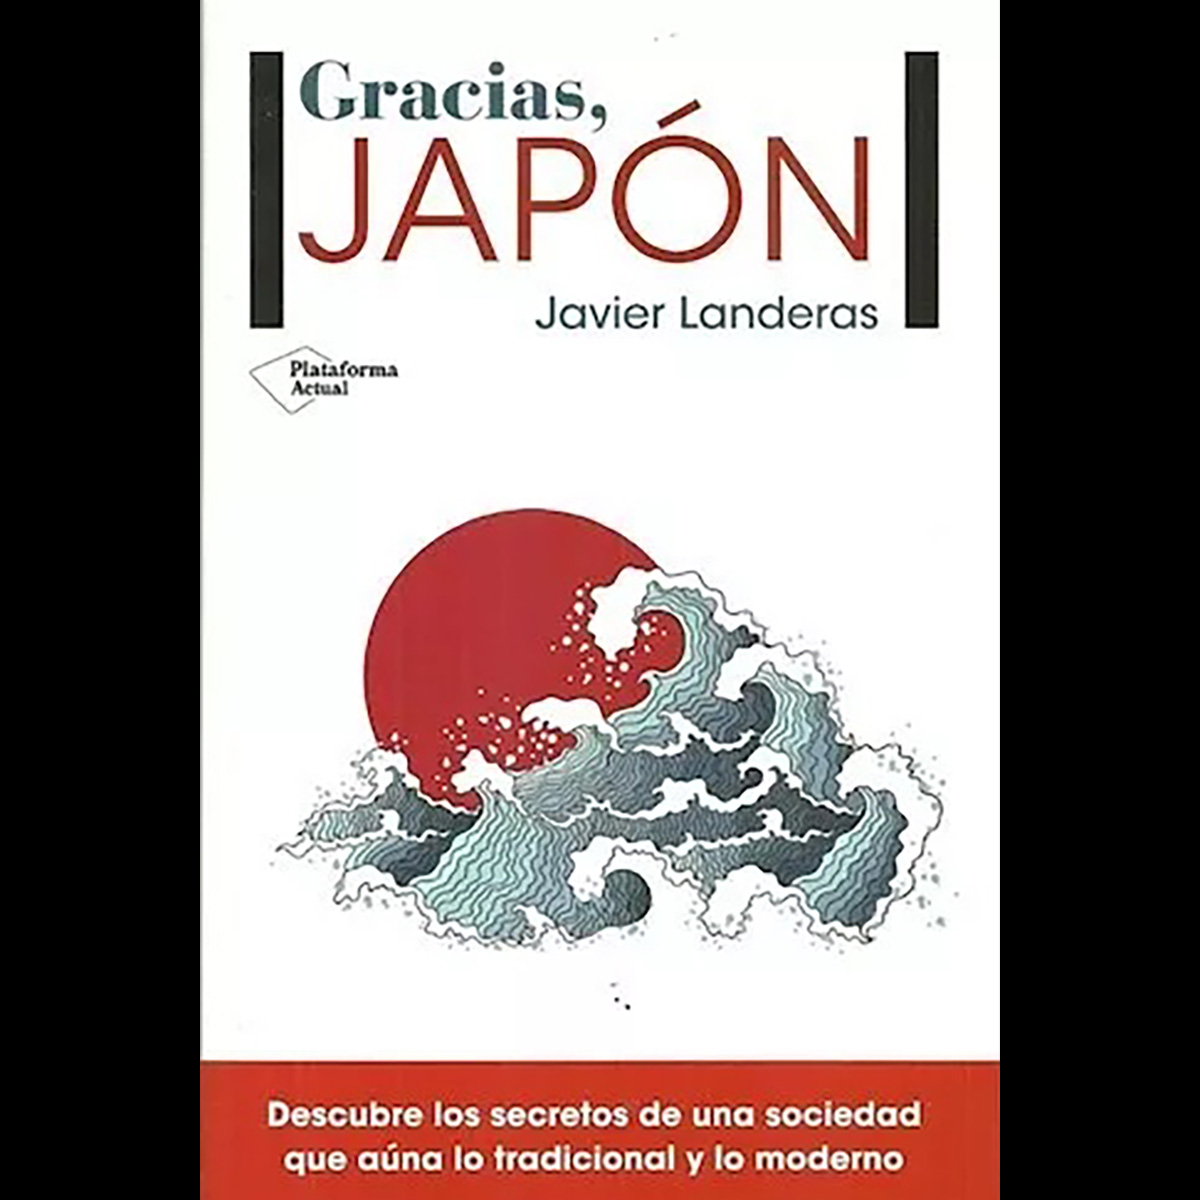 Gracias,
JAPÓN
Javier Landeras
Plataforma
Actual
Descubre los secretos de una sociedad
que aúna lo tradicional y lo moderno